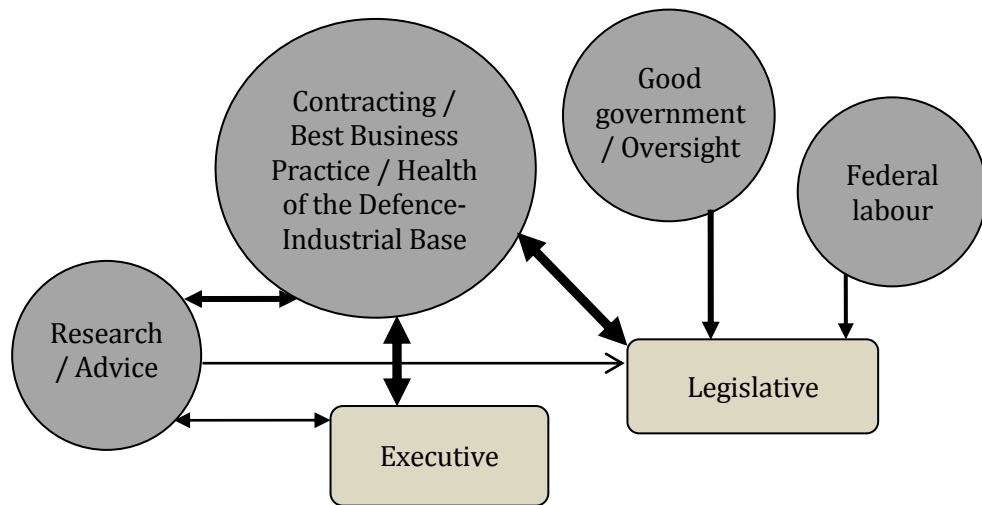 Contracting /
Best Business
Practice / Health
of the Defence-
Industrial Base
Good
government
/ Oversight
Federal
labour
Research
/ Advice
Legislative
Executive